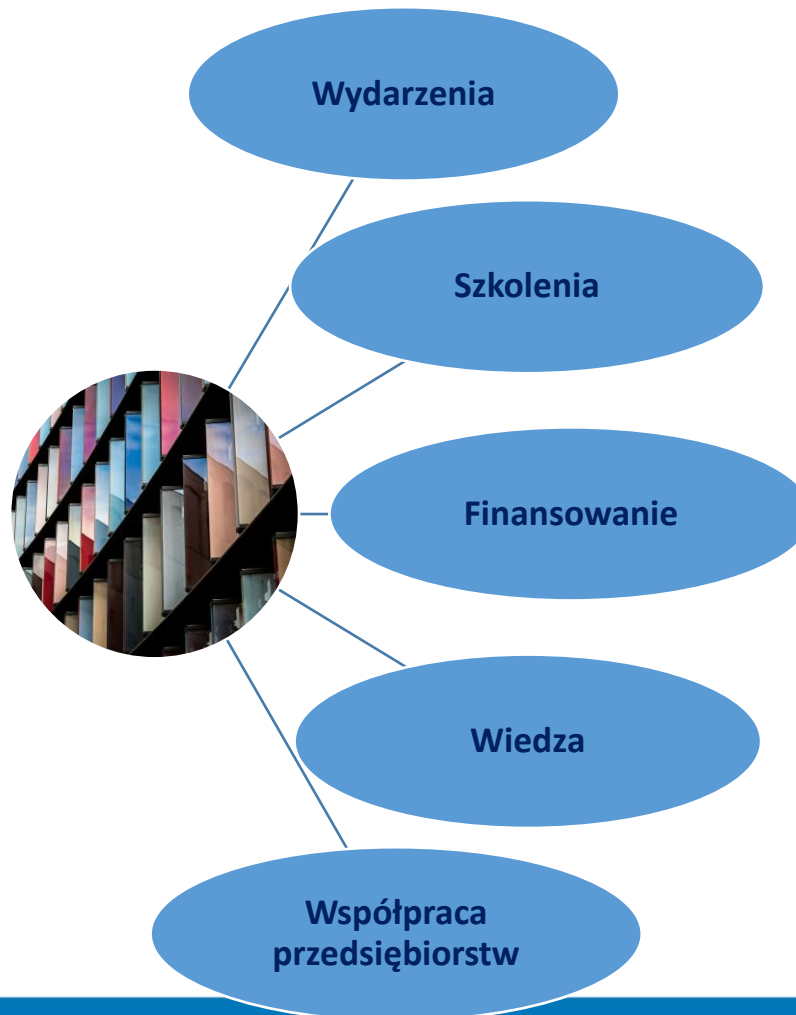 Wydarzenia
Szkolenia
Finansowanie
Wiedza
Współpraca
przedsiębiorstw